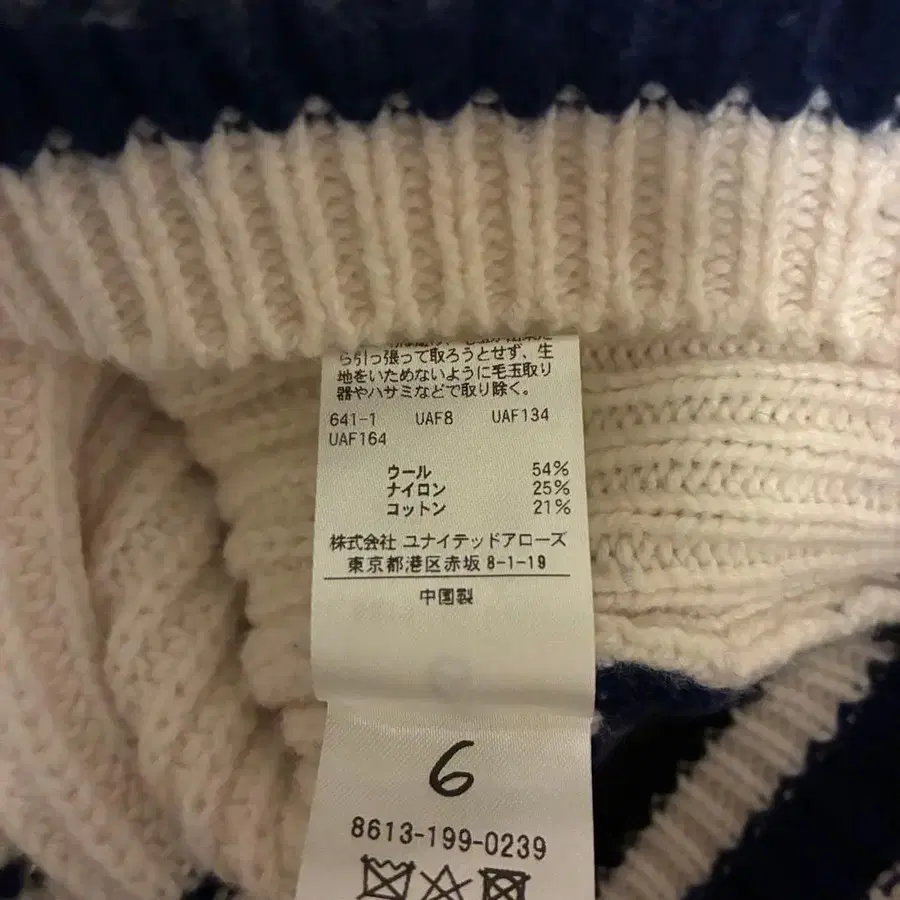 ら引っ張って取ろうとせず、生
地をいためないように毛玉取り
器やハサミなどで取り除く。
641-1 UAF8 UAF134
UAF164
ウール 54%
ナイロン 25%
コットン 21%
株式会社 ユナイテッドアローズ
東京都港区赤坂 8-1-19
中国製
6
8613-199-0239